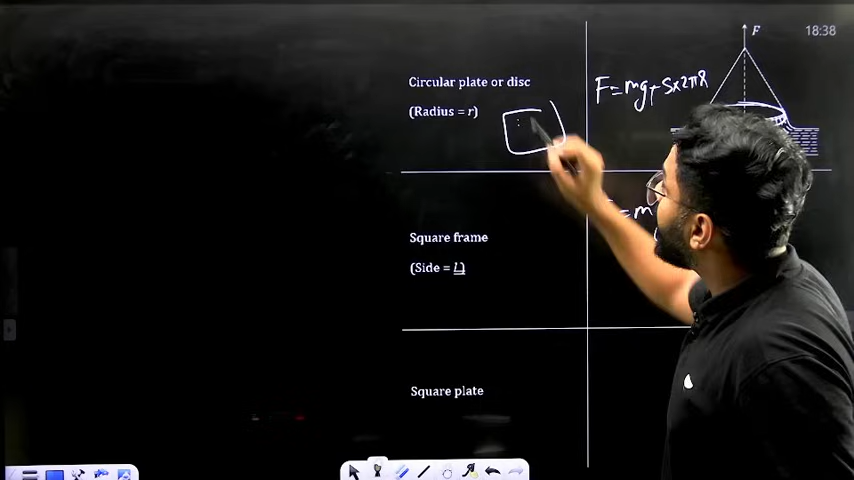 F
18:38
Circular plate or disc
F = mg + S×2πr
(Radius = r)
= m
Square frame
(Side = L)
Square plate